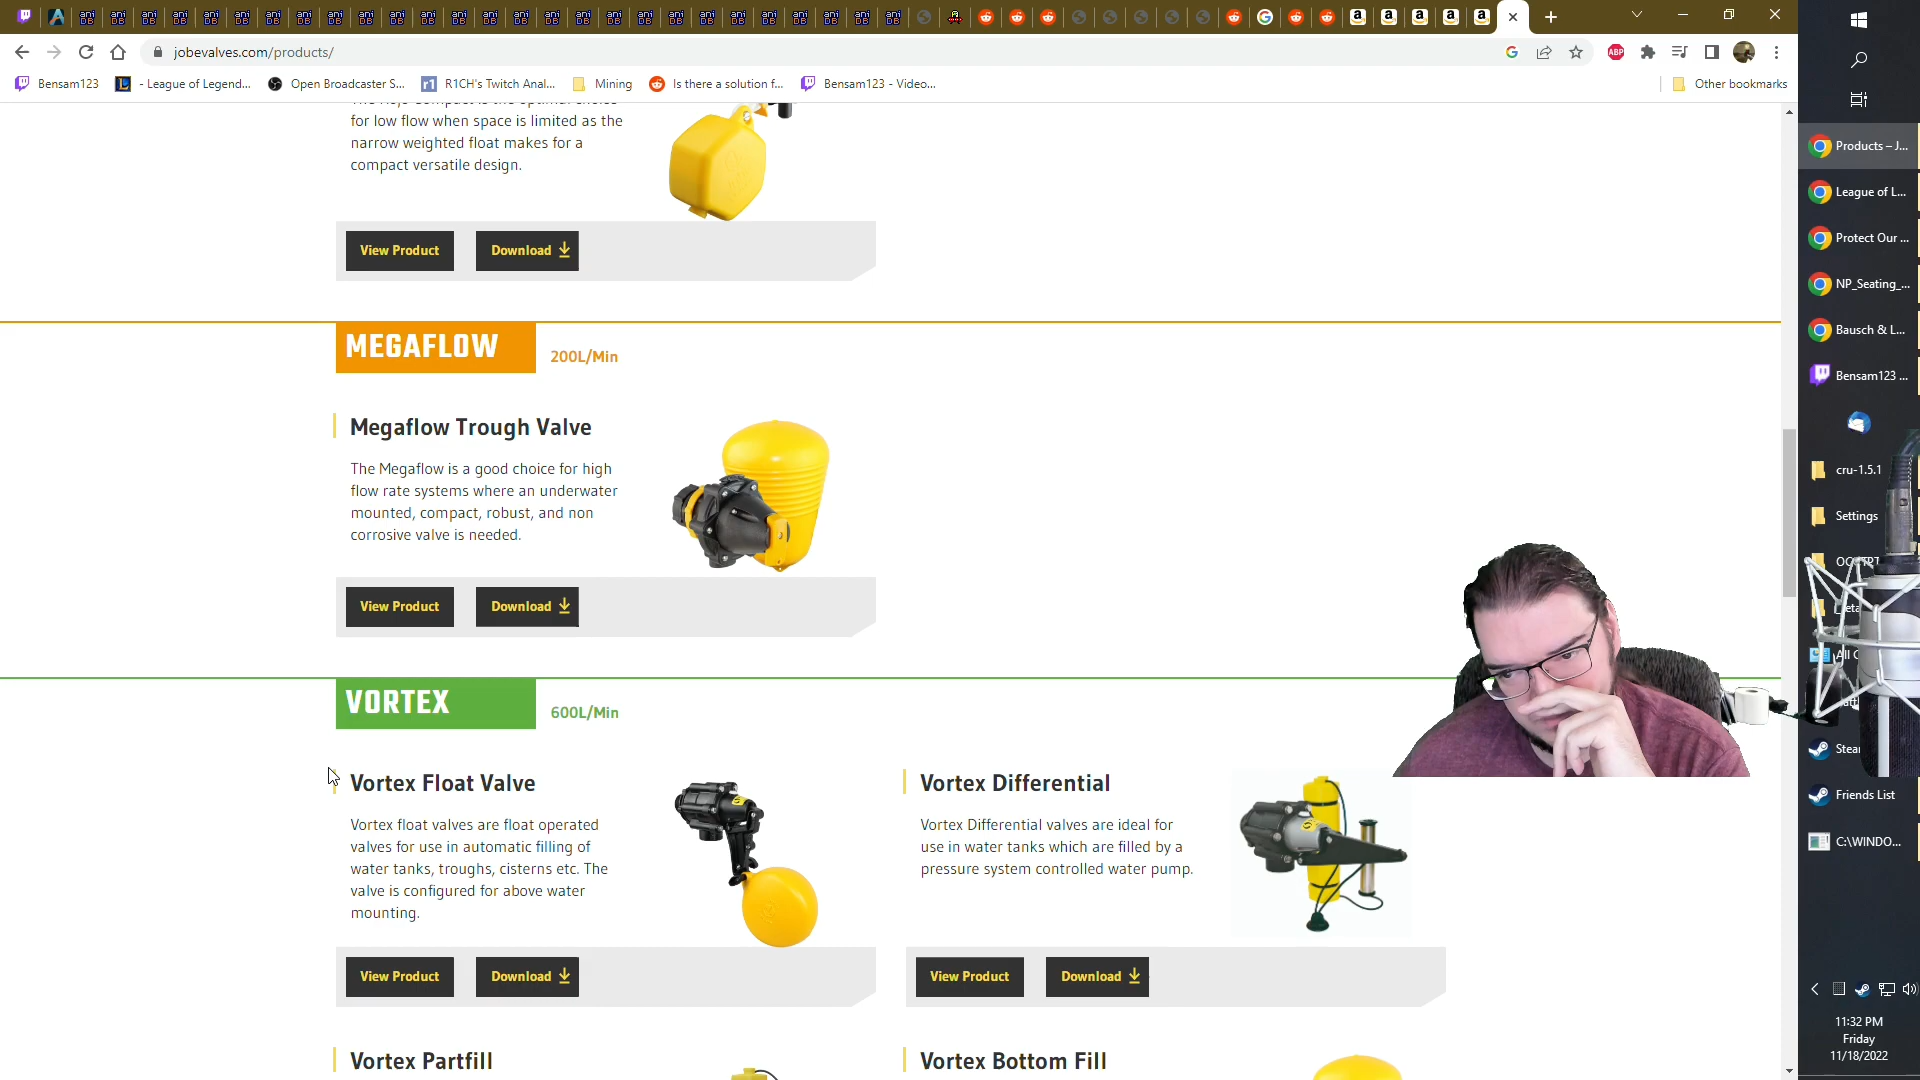 jobevalves.com/products/
Bensam123
- League of Legend...
Open Broadcaster S...
R1CH's Twitch Anal...
Mining
Is there a solution f...
Bensam123 - Video...
Other bookmarks
for low flow when space is limited as the
narrow weighted float makes for a
compact versatile design.
View Product
Download
MEGAFLOW
200L/Min
Megaflow Trough Valve
The Megaflow is a good choice for high
flow rate systems where an underwater
mounted, compact, robust, and non
corrosive valve is needed.
View Product
Download
VORTEX
600L/Min
Vortex Float Valve
Vortex float valves are float operated
valves for use in automatic filling of
water tanks, troughs, cisterns etc. The
valve is configured for above water
mounting.
View Product
Download
Vortex Differential
Vortex Differential valves are ideal for
use in water tanks which are filled by a
pressure system controlled water pump.
View Product
Download
Vortex Partfill
Vortex Bottom Fill
Products – J...
League of L...
Protect Our ...
NP_Seating_...
Bausch & L...
Bensam123 ...
cru-1.5.1
Settings
Friends List
C:\WINDO...
11:32 PM
Friday
11/18/2022